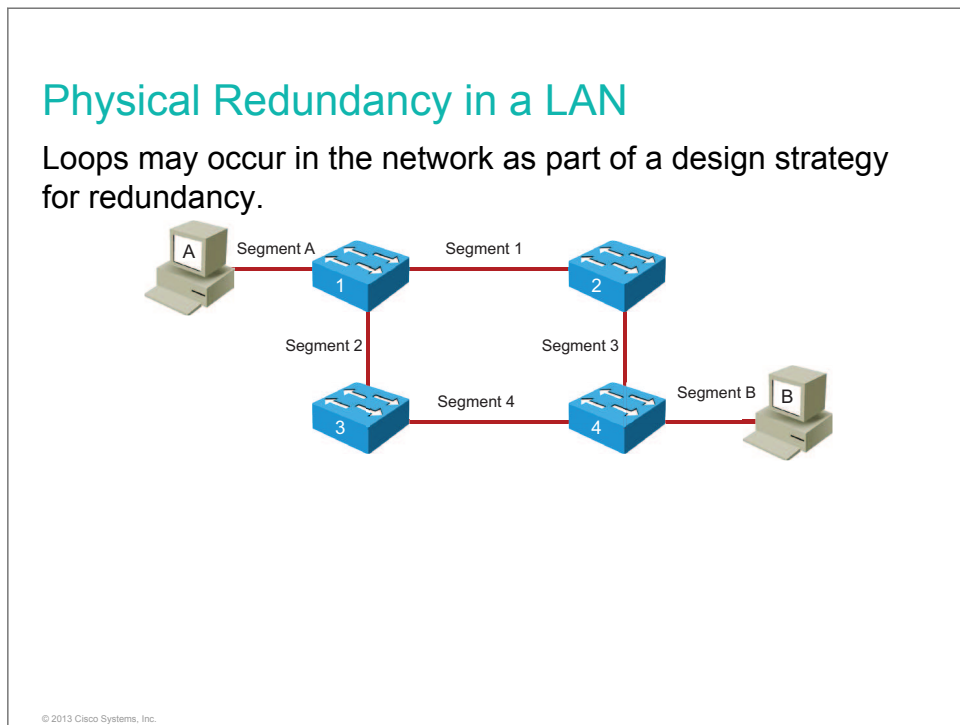 Physical Redundancy in a LAN
Loops may occur in the network as part of a design strategy
for redundancy.
A
Segment A
1
Segment 1
2
Segment 2
Segment 3
3
Segment 4
4
Segment B
B
© 2013 Cisco Systems, Inc.